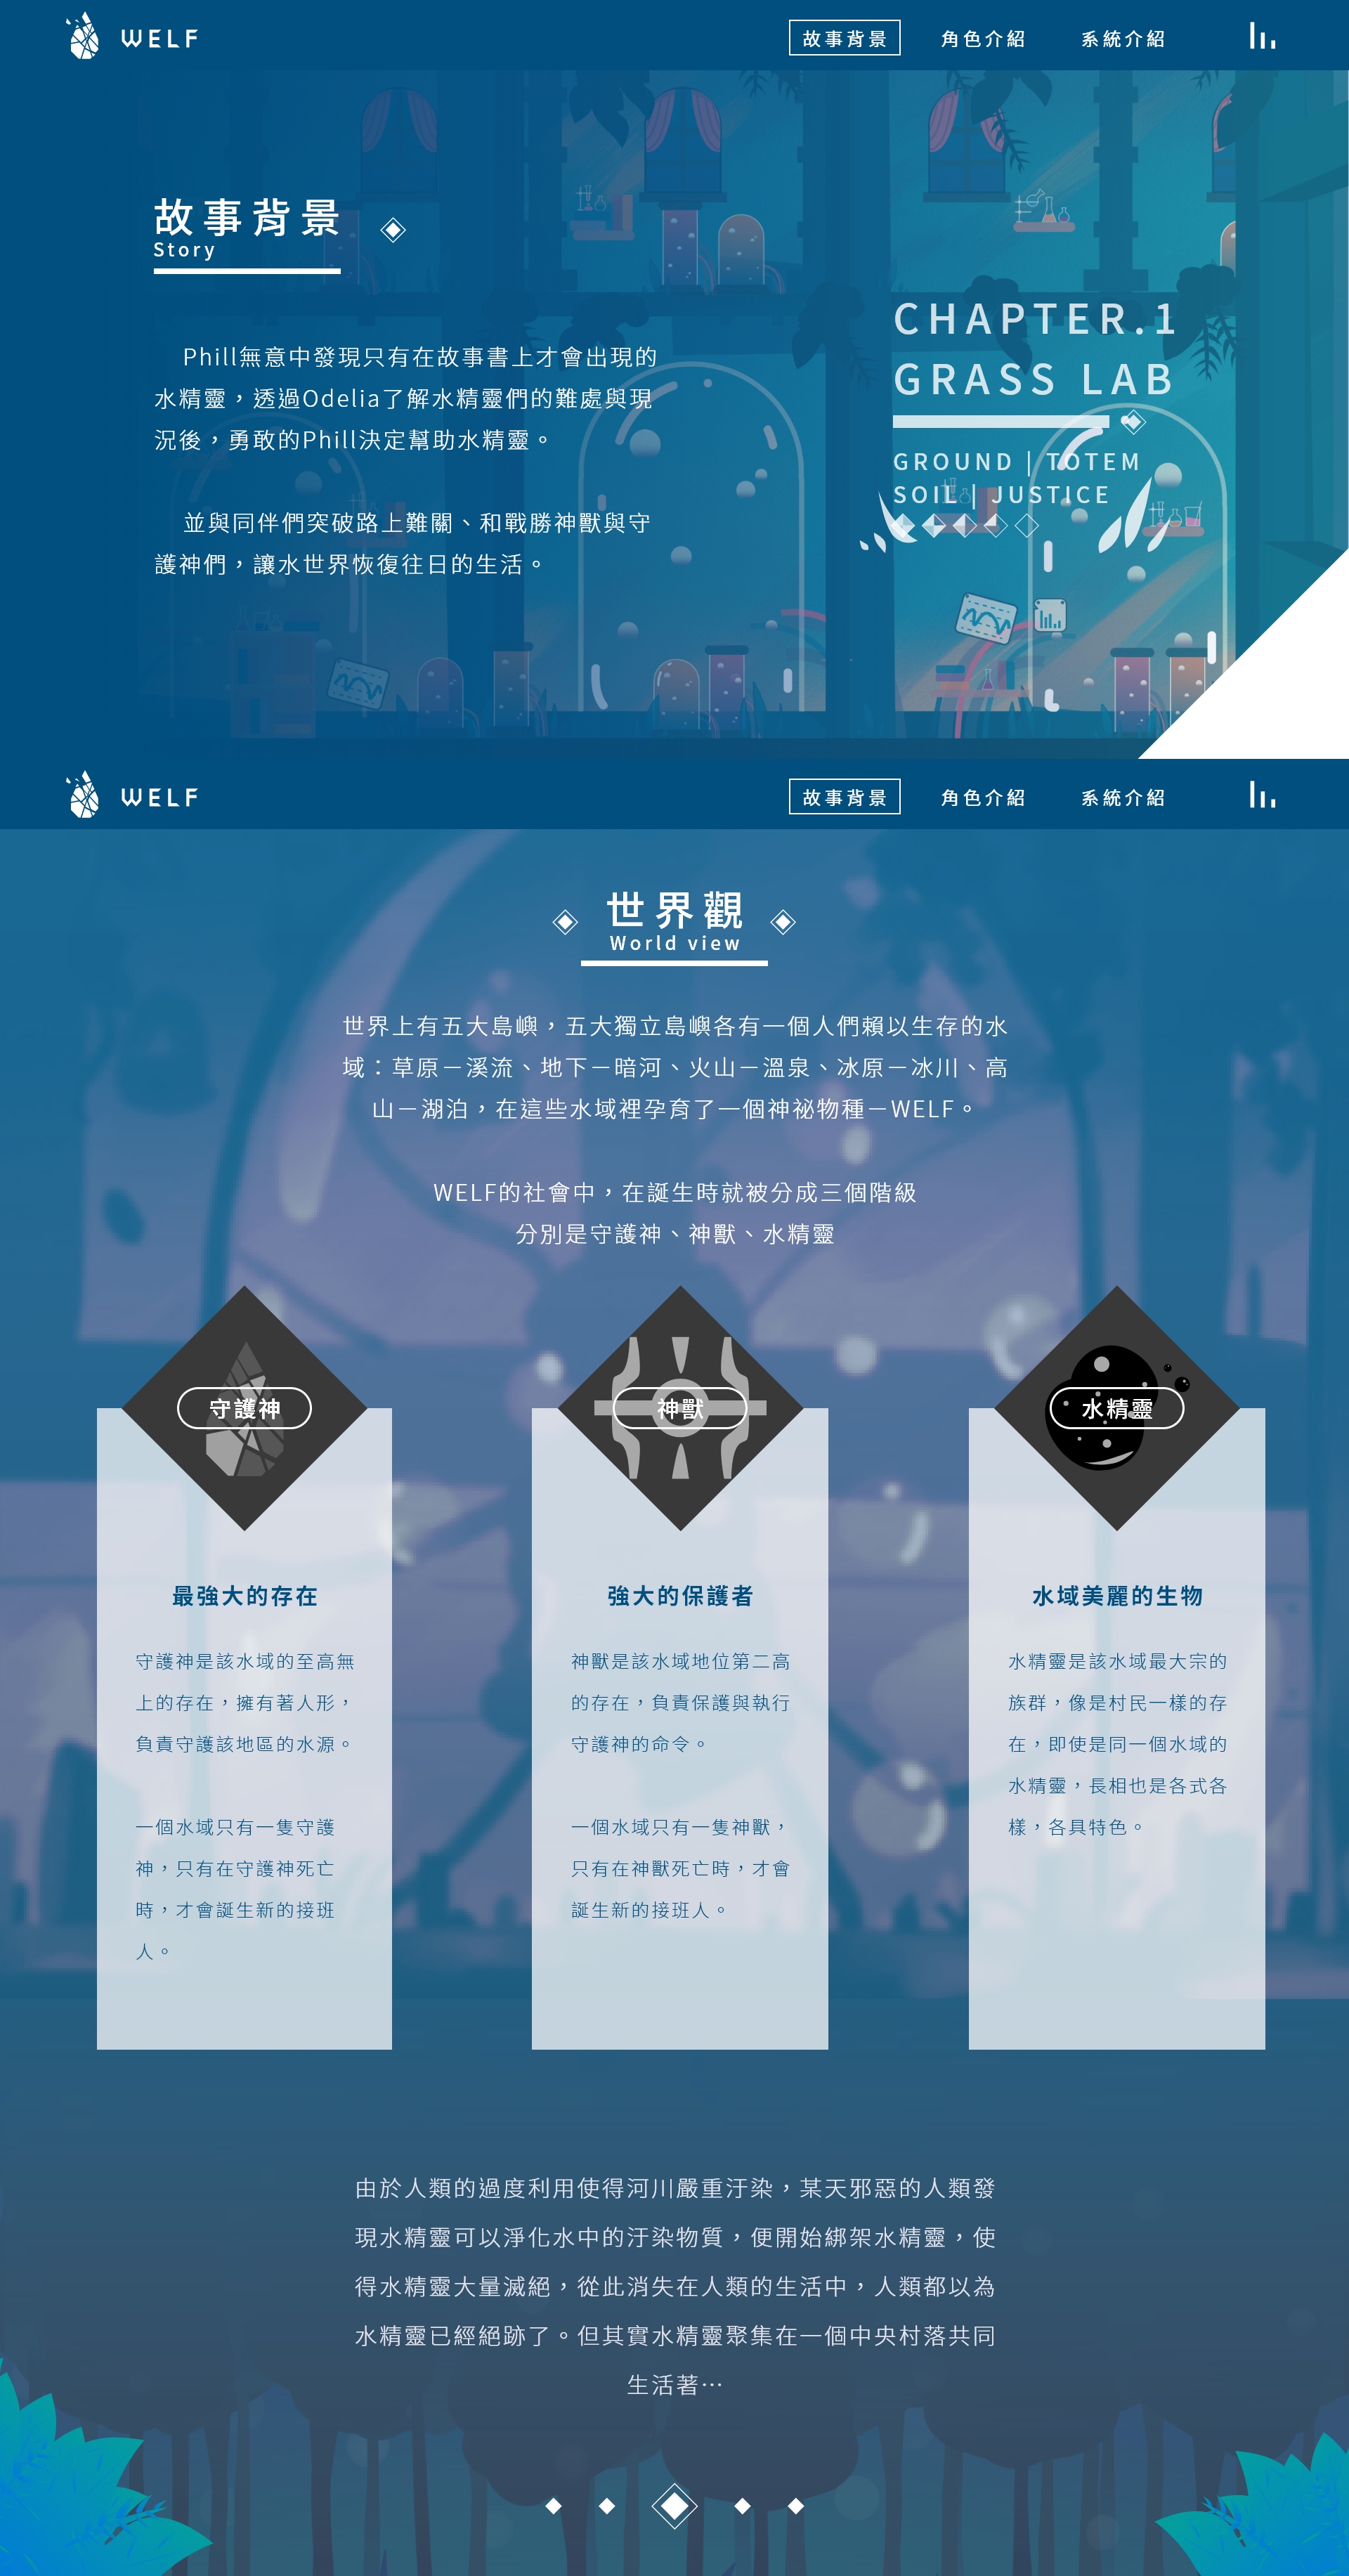 WELF
故事背景 角色介紹 系統介紹
故事背景
Story
Phill無意中發現只有在故事書上才會出現的
水精靈，透過Odelia了解水精靈們的難處與現
況後，勇敢的Phill決定幫助水精靈。
並與同伴們突破路上難關、和戰勝神獸與守
護神們，讓水世界恢復往日的生活。
CHAPTER.1
GRASS LAB
GROUND | TOTEM
SOIL | JUSTICE
WELF
故事背景 角色介紹 系統介紹
世界觀
World view
世界上有五大島嶼，五大獨立島嶼各有一個人們賴以生存的水
域：草原－溪流、地下－暗河、火山－溫泉、冰原－冰川、高
山－湖泊，在這些水域裡孕育了一個神祕物種－WELF。
WELF的社會中，在誕生時就被分成三個階級
分別是守護神、神獸、水精靈
守護神
最強大的存在
守護神是該水域的至高無
上的存在，擁有著人形，
負責守護該地區的水源。
一個水域只有一隻守護
神，只有在守護神死亡
時，才會誕生新的接班
人。
神獸
強大的保護者
神獸是該水域地位第二高
的存在，負責保護與執行
守護神的命令。
一個水域只有一隻神獸，
只有在神獸死亡時，才會
誕生新的接班人。
水精靈
水域美麗的生物
水精靈是該水域最大宗的
族群，像是村民一樣的存
在，即使是同一個水域的
水精靈，長相也是各式各
樣，各具特色。
由於人類的過度利用使得河川嚴重汙染，某天邪惡的人類發
現水精靈可以淨化水中的汙染物質，便開始綁架水精靈，使
得水精靈大量滅絕，從此消失在人類的生活中，人類都以為
水精靈已經絕跡了。但其實水精靈聚集在一個中央村落共同
生活著…